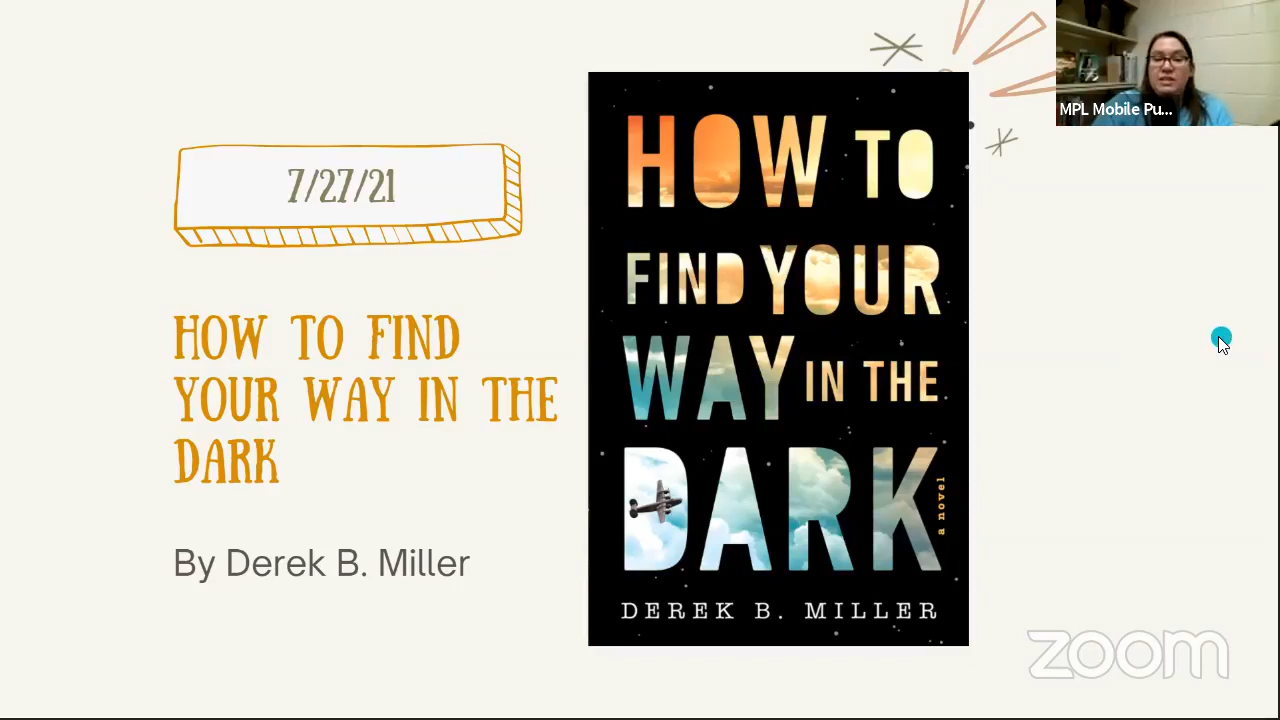 7/27/21
HOW TO FIND
YOUR WAY IN THE
DARK
By Derek B. Miller
HOW TO
FIND YOUR
WAY IN THE
DARK
a novel
DEREK B. MILLER
MPL Mobile Pu...
zoom